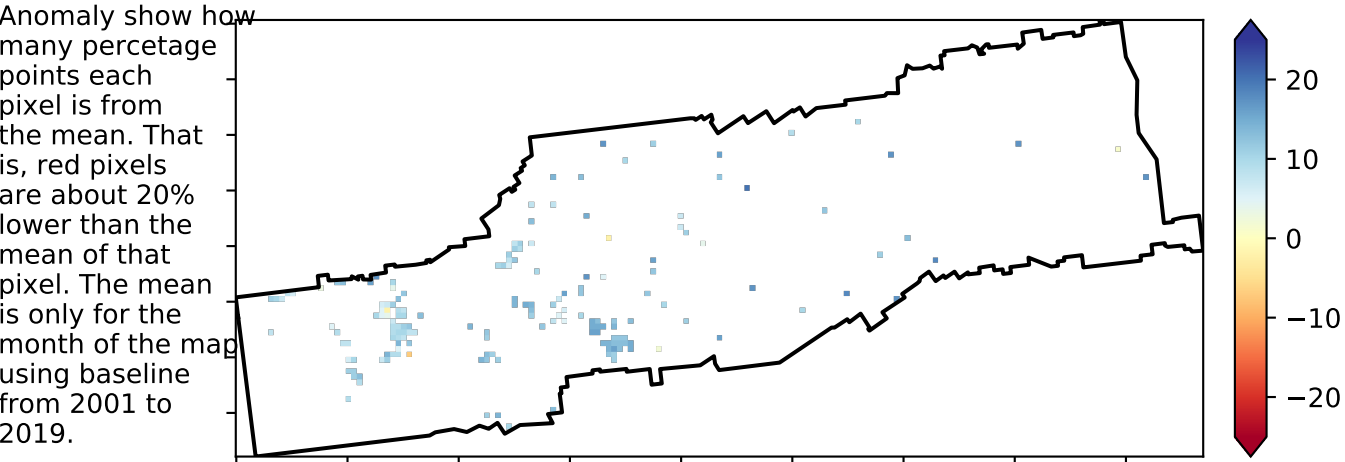 Anomaly show how
many percetage
points each
pixel is from
the mean. That
is, red pixels
are about 20%
lower than the
mean of that
pixel. The mean
is only for the
month of the map
using baseline
from 2001 to
2019.
20
10
0
−10
−20